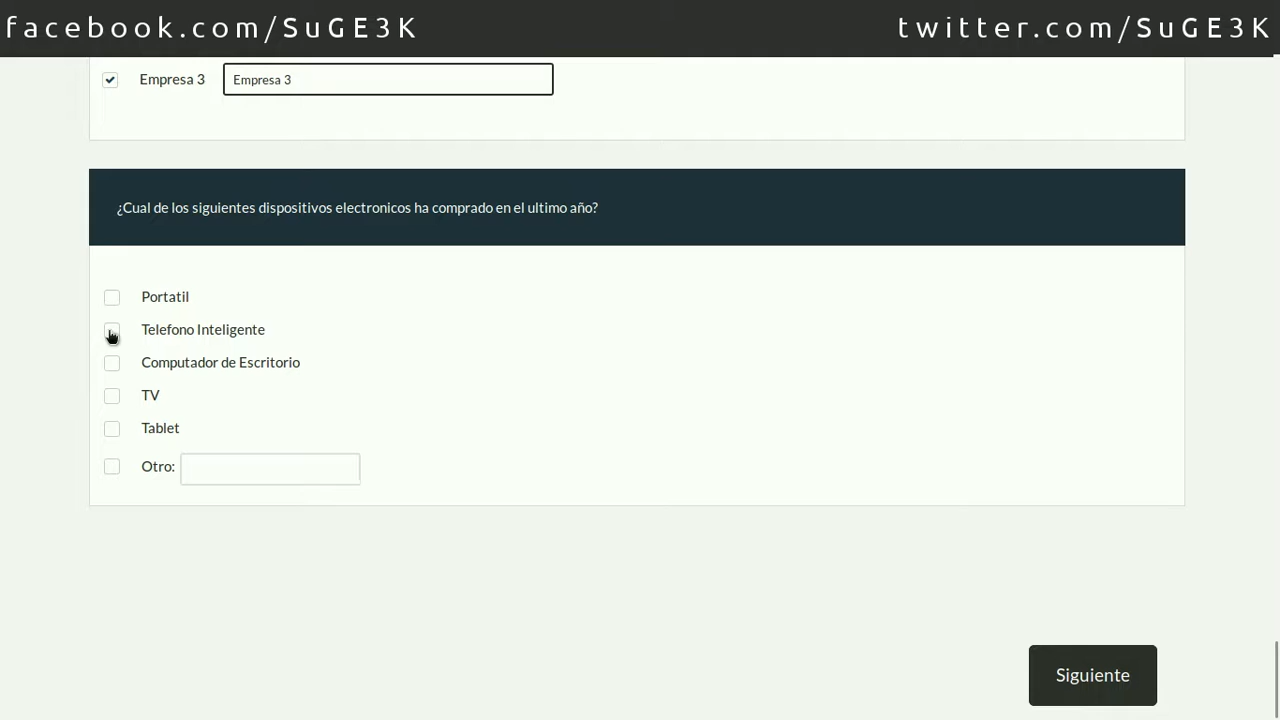 facebook.com/SuGE3K
twitter.com/SuGE3K
Empresa 3
Empresa 3
¿Cual de los siguientes dispositivos electronicos ha comprado en el ultimo año?
Portatil
Telefono Inteligente
Computador de Escritorio
TV
Tablet
Otro:
Siguiente